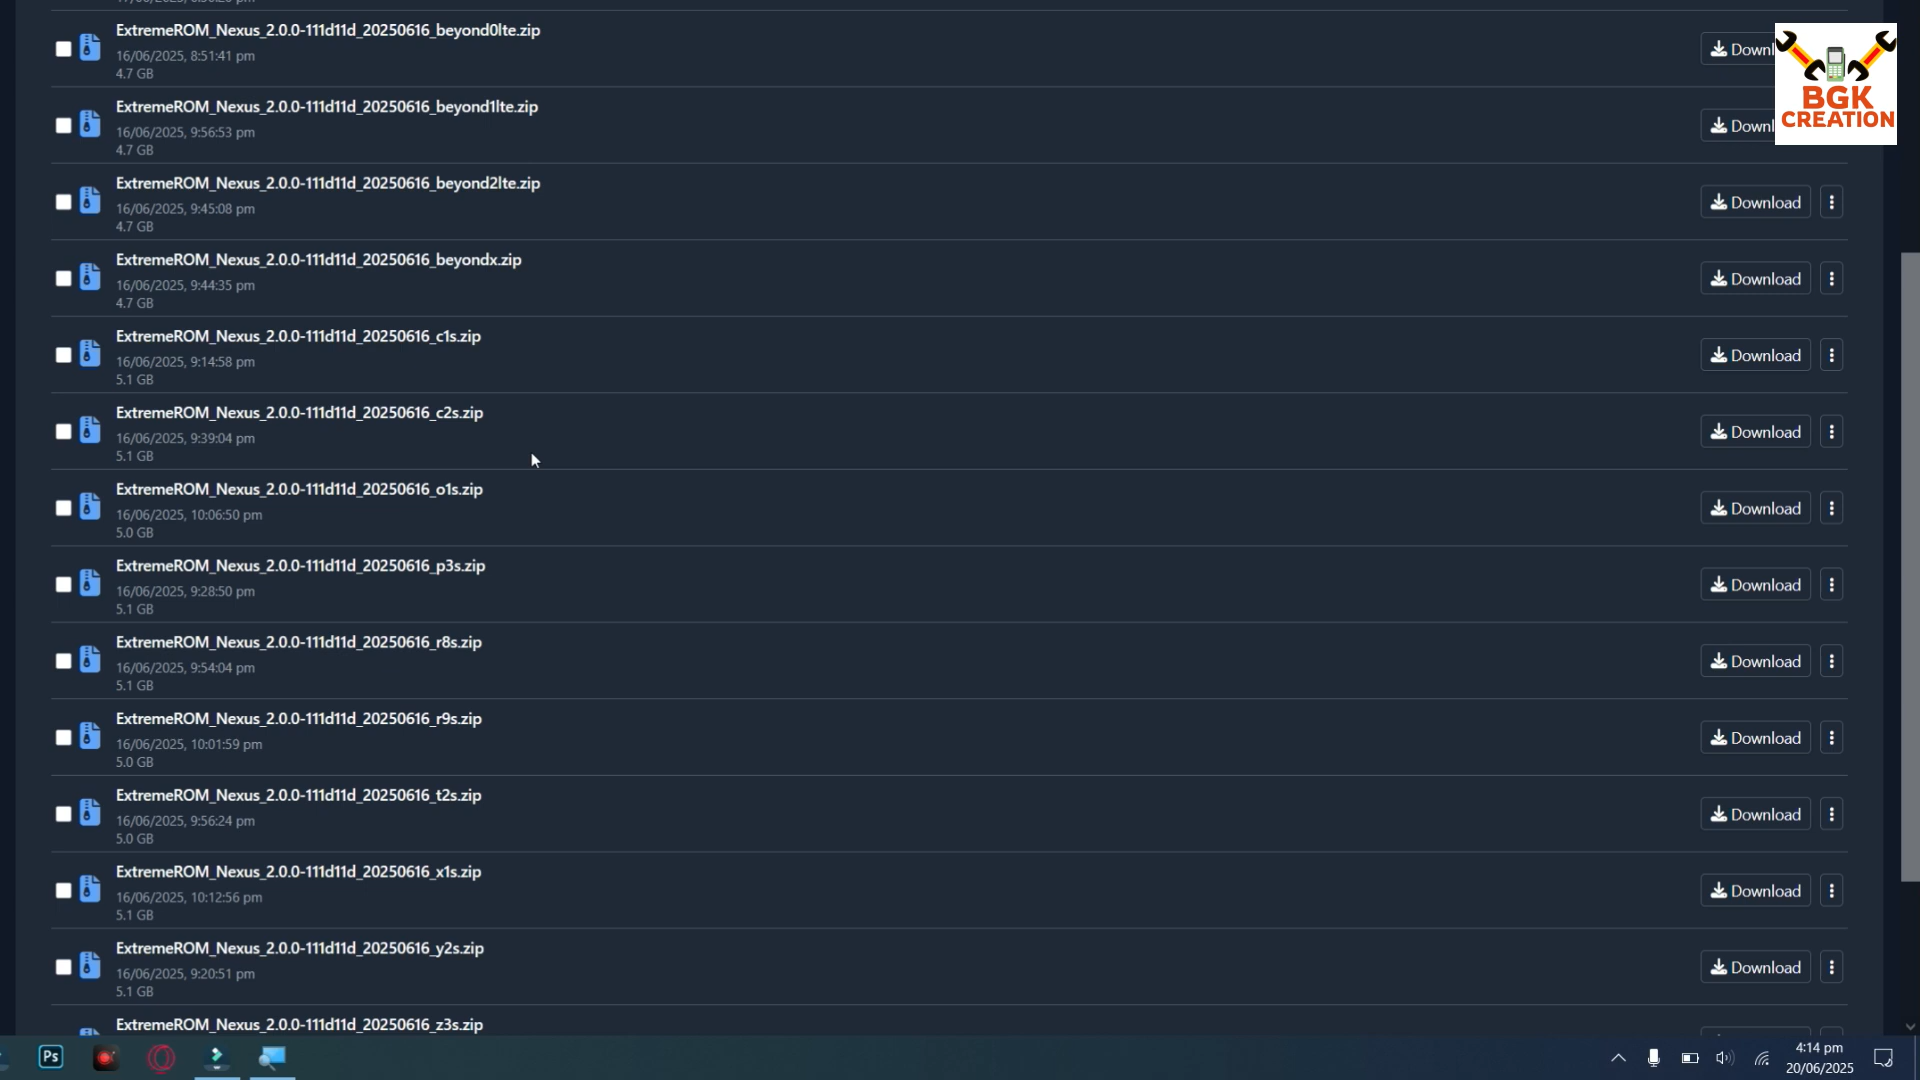 ExtremeROM_Nexus_2.0.0-111d11d_20250616_beyond0lte.zip
16/06/2025, 8:51:41 pm
4.7 GB
Downl
BGK
CREATION
ExtremeROM_Nexus_2.0.0-111d11d_20250616_beyond1lte.zip
16/06/2025, 9:56:53 pm
4.7 GB
Downl
ExtremeROM_Nexus_2.0.0-111d11d_20250616_beyond2lte.zip
16/06/2025, 9:45:08 pm
4.7 GB
Download
ExtremeROM_Nexus_2.0.0-111d11d_20250616_beyondx.zip
16/06/2025, 9:44:35 pm
4.7 GB
Download
ExtremeROM_Nexus_2.0.0-111d11d_20250616_c1s.zip
16/06/2025, 9:14:58 pm
5.1 GB
Download
ExtremeROM_Nexus_2.0.0-111d11d_20250616_c2s.zip
16/06/2025, 9:39:04 pm
5.1 GB
Download
ExtremeROM_Nexus_2.0.0-111d11d_20250616_o1s.zip
16/06/2025, 10:06:50 pm
5.0 GB
Download
ExtremeROM_Nexus_2.0.0-111d11d_20250616_p3s.zip
16/06/2025, 9:28:50 pm
5.1 GB
Download
ExtremeROM_Nexus_2.0.0-111d11d_20250616_r8s.zip
16/06/2025, 9:54:04 pm
5.1 GB
Download
ExtremeROM_Nexus_2.0.0-111d11d_20250616_r9s.zip
16/06/2025, 10:01:59 pm
5.0 GB
Download
ExtremeROM_Nexus_2.0.0-111d11d_20250616_t2s.zip
16/06/2025, 9:56:24 pm
5.0 GB
Download
ExtremeROM_Nexus_2.0.0-111d11d_20250616_x1s.zip
16/06/2025, 10:12:56 pm
5.1 GB
Download
ExtremeROM_Nexus_2.0.0-111d11d_20250616_y2s.zip
16/06/2025, 9:20:51 pm
5.1 GB
Download
ExtremeROM_Nexus_2.0.0-111d11d_20250616_z3s.zip
Ps
4:14 pm
20/06/2025